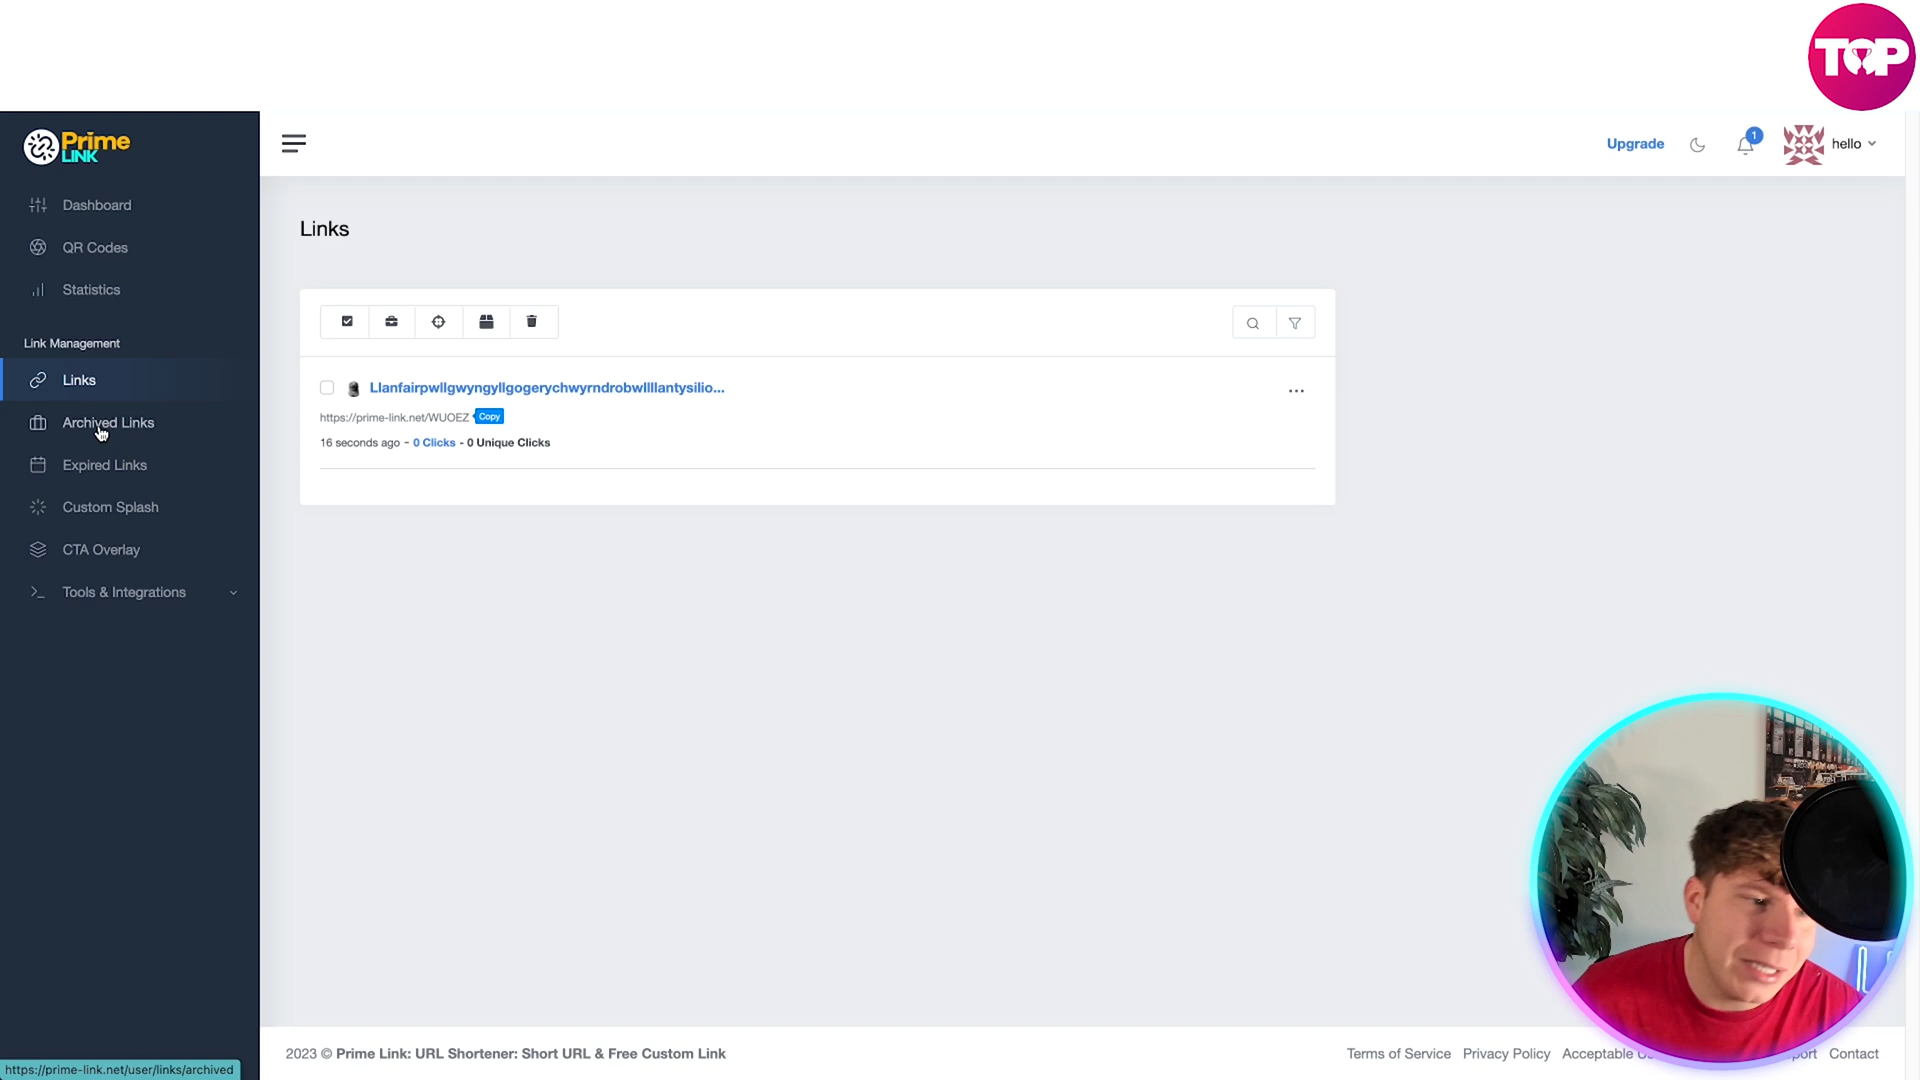 TOP
Prime
LINK
Upgrade
1
hello
Dashboard
QR Codes
Statistics
Link Management
Links
Archived Links
Expired Links
Custom Splash
CTA Overlay
Tools & Integrations
Links
Llanfairpwllgwyngyllgogerychwyrndrobwllllantysilio...
https://prime-link.net/WUOEZ Copy
16 seconds ago - 0 Clicks - 0 Unique Clicks
2023 © Prime Link: URL Shortener: Short URL & Free Custom Link
Terms of Service Privacy Policy Acceptable Contact
https://prime-link.net/user/links/archived